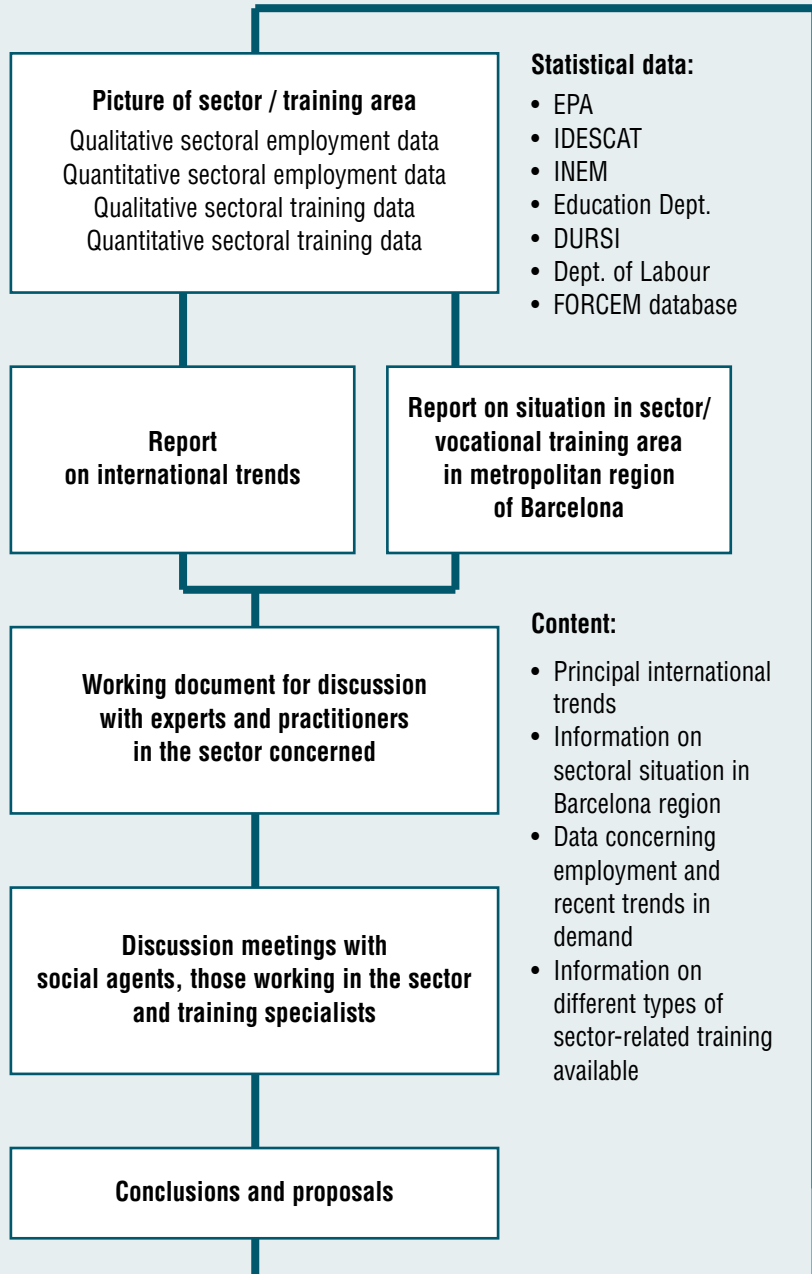 Picture of sector / training area
Qualitative sectoral employment data
Quantitative sectoral employment data
Qualitative sectoral training data
Quantitative sectoral training data
Statistical data:
• EPA
• IDESCAT
• INEM
• Education Dept.
• DURSI
• Dept. of Labour
• FORCEM database
Report
on international trends
Report on situation in sector/
vocational training area
in metropolitan region
of Barcelona
Working document for discussion
with experts and practitioners
in the sector concerned
Content:
• Principal international
trends
• Information on
sectoral situation in
Barcelona region
• Data concerning
employment and
recent trends in
demand
• Information on
different types of
sector-related training
available
Discussion meetings with
social agents, those working in the sector
and training specialists
Conclusions and proposals